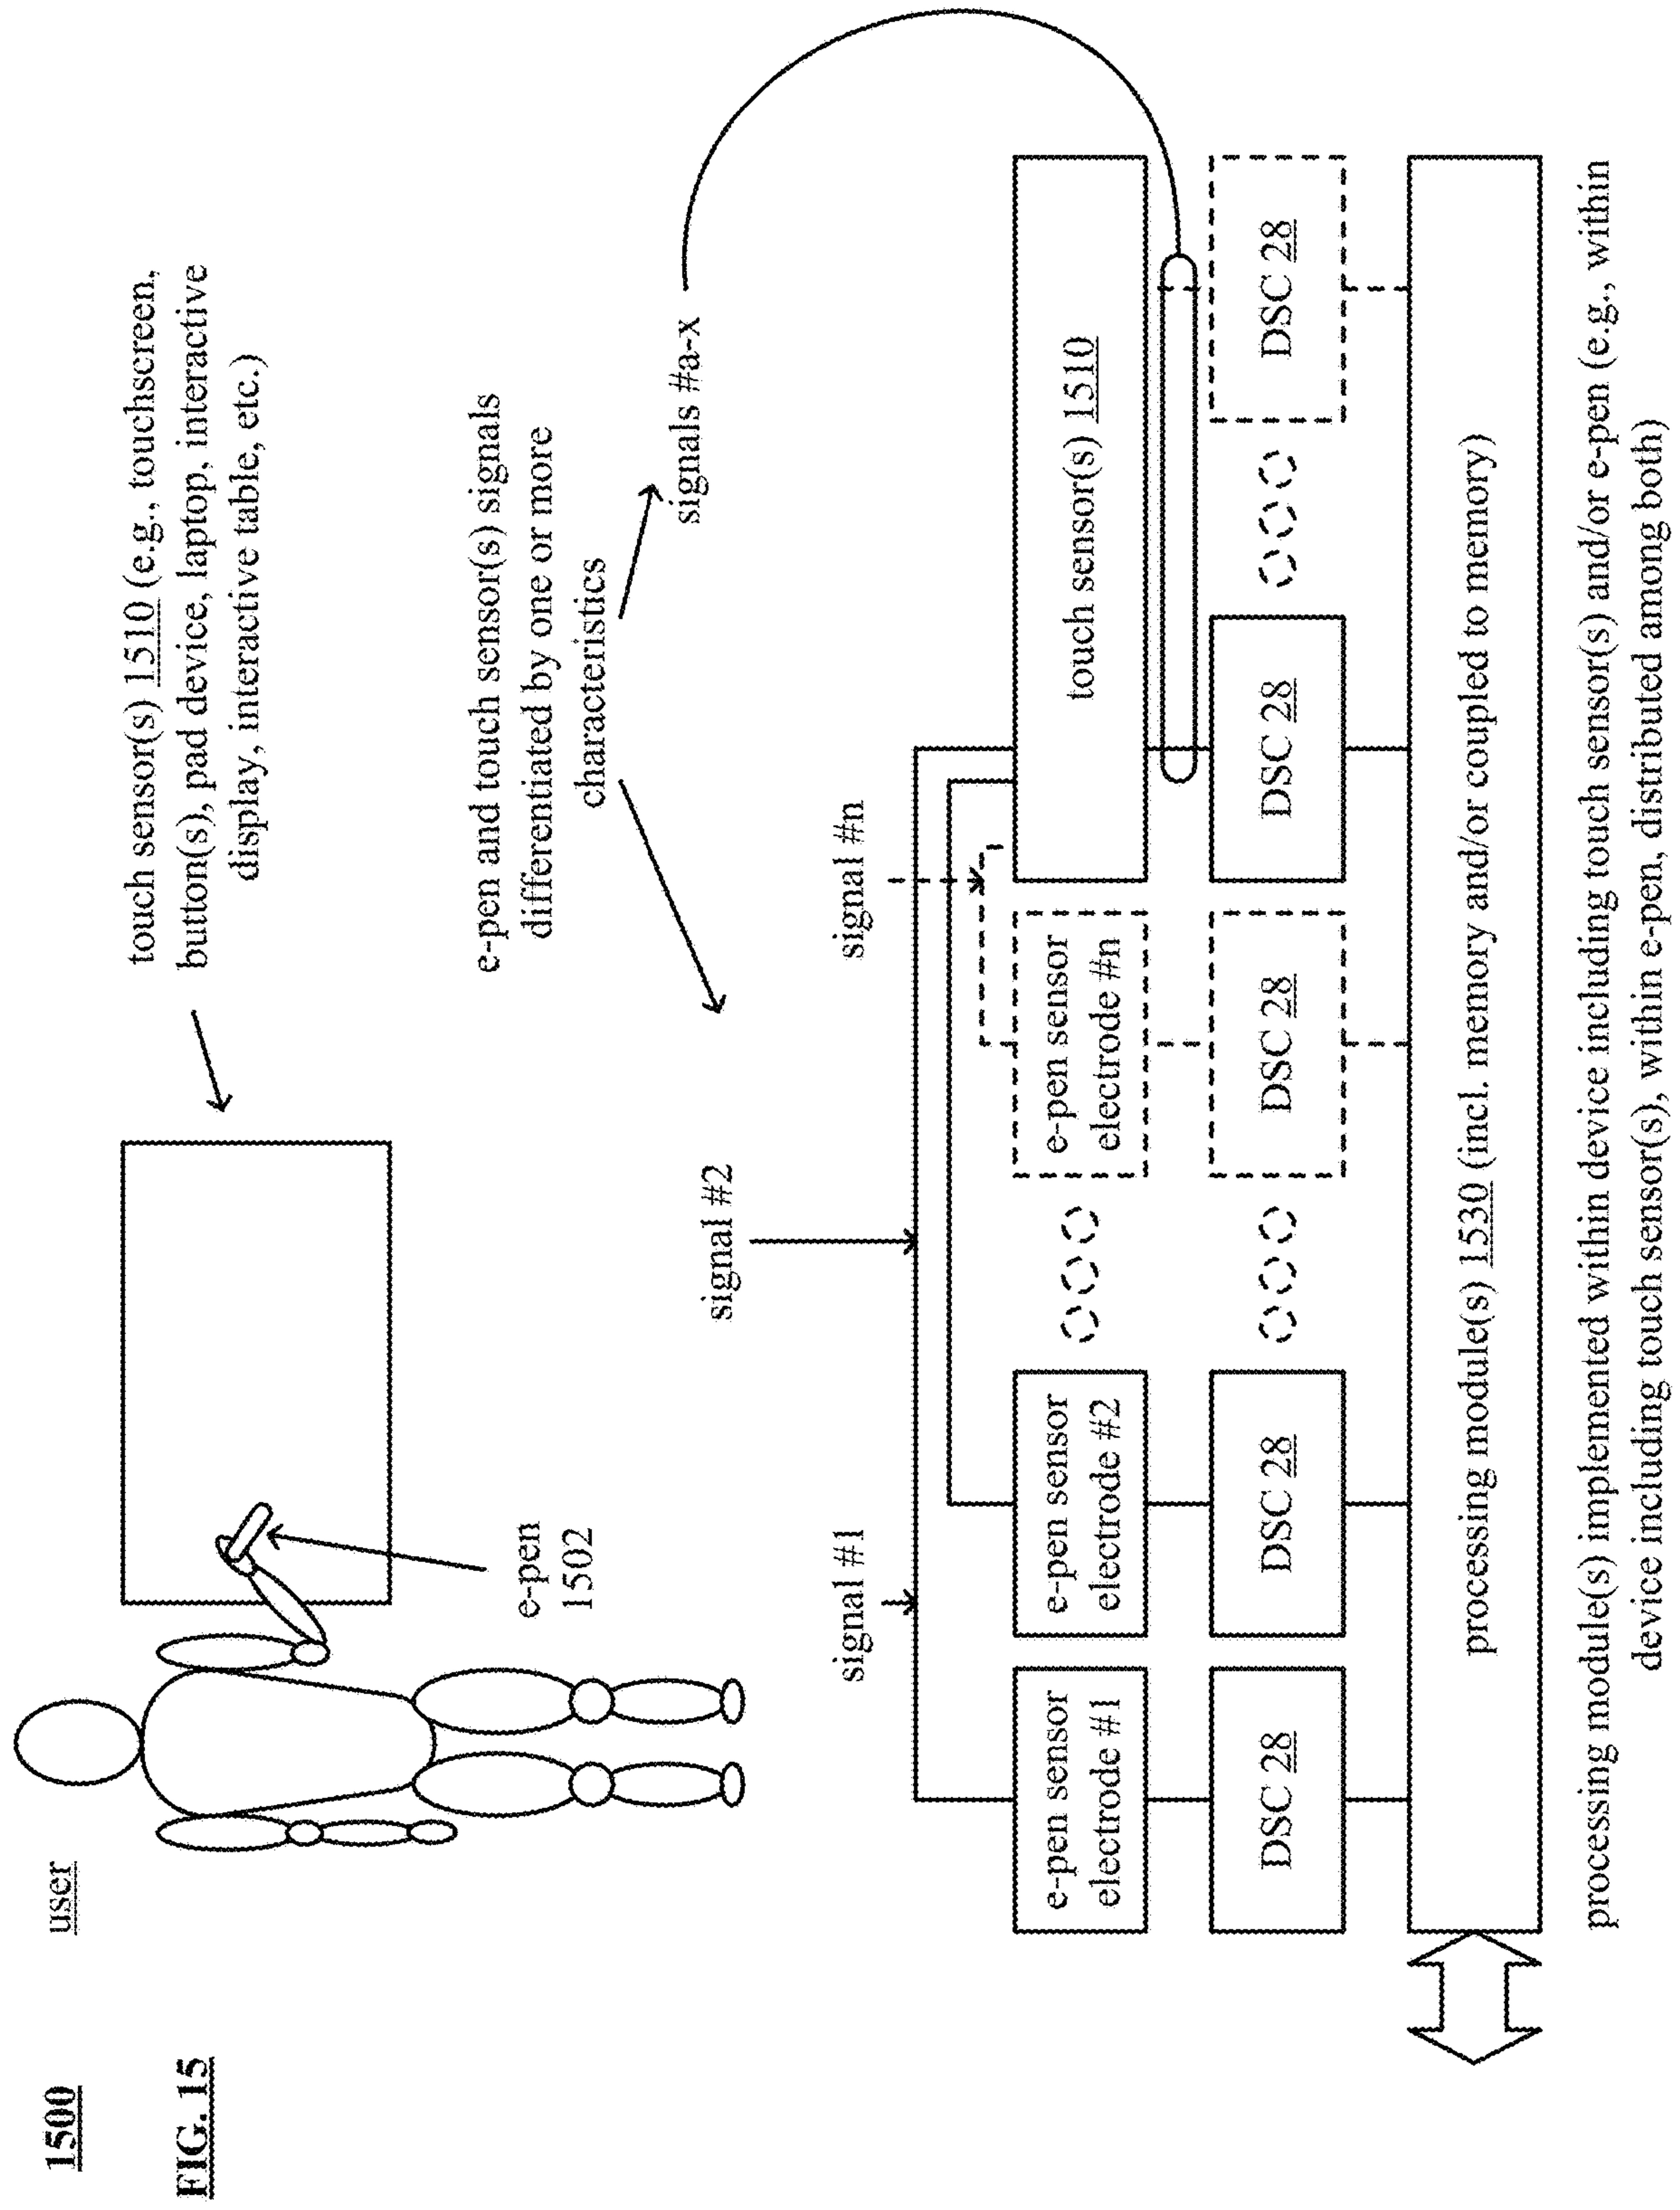 1500
FIG. 15
user
touch sensor(s) 1510 (e.g., touchscreen,
button(s), pad device, laptop, interactive
display, interactive table, etc.)
e-pen
1502
e-pen and touch sensor(s) signals
differentiated by one or more
characteristics
signals #a-x
signal #2
signal #1
signal #n
e-pen sensor
electrode #1
e-pen sensor
electrode #2
e-pen sensor
electrode #n
touch sensor(s) 1510
DSC 28
DSC 28
DSC 28
DSC 28
DSC 28
processing module(s) 1530 (incl. memory and/or coupled to memory)
processing module(s) implemented within device including touch sensor(s) and/or e-pen (e.g., within
device including touch sensor(s), within e-pen, distributed among both)